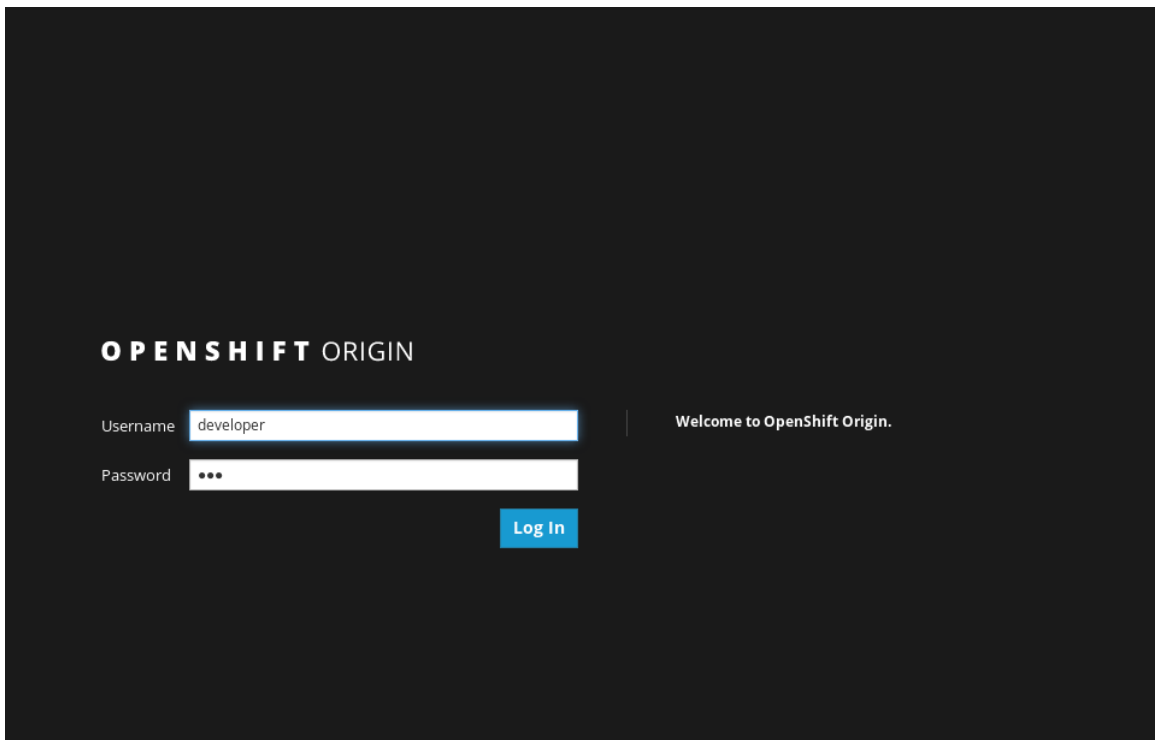 OPENSHIFT ORIGIN
Username developer
Welcome to OpenShift Origin.
Password •••
Log In